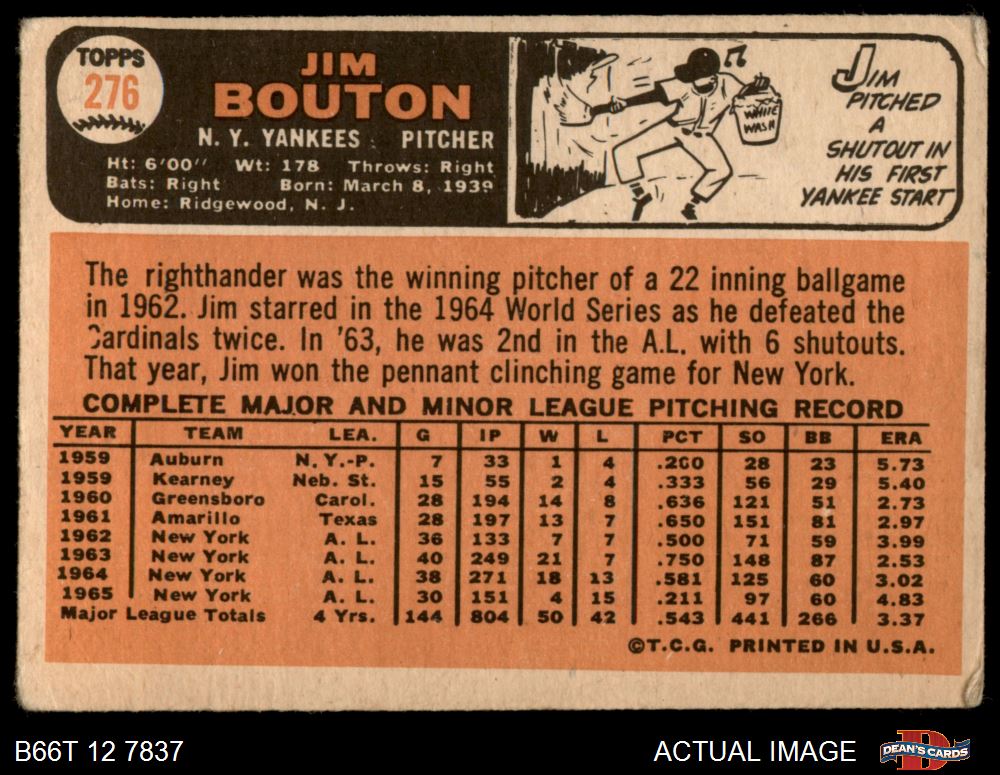 TOPPS
276
JIM
BOUTON
N. Y. YANKEES PITCHER
Ht: 6'00" Wt: 178 Throws: Right
Bats: Right Born: March 8, 1939
Home: Ridgewood, N. J.
WHITE
WASH
JIM
PITCHED
A
SHUTOUT IN
HIS FIRST
YANKEE START
The righthander was the winning pitcher of a 22 inning ballgame
in 1962. Jim starred in the 1964 World Series as he defeated the
Cardinals twice. In '63, he was 2nd in the A.L. with 6 shutouts.
That year, Jim won the pennant clinching game for New York.
COMPLETE MAJOR AND MINOR LEAGUE PITCHING RECORD
YEAR TEAM LEA. G IP W L PCT SO BB ERA
1959 Auburn N.Y.-P. 7 33 1 4 .200 28 23 5.73
1959 Kearney Neb. St. 15 55 2 4 .333 56 29 5.40
1960 Greensboro Carol. 28 194 14 8 .636 121 51 2.73
1961 Amarillo Texas 28 197 13 7 .650 151 81 2.97
1962 New York A. L. 36 133 7 7 .500 71 59 3.99
1963 New York A. L. 40 249 21 7 .750 148 87 2.53
1964 New York A. L. 38 271 18 13 .581 125 60 3.02
1965 New York A. L. 30 151 4 15 .211 97 60 4.83
Major League Totals 4 Yrs. 144 804 50 42 .543 441 266 3.37
©T.C.G. PRINTED IN U.S.A.
B66T 12 7837
ACTUAL IMAGE
DEAN'S CARDS